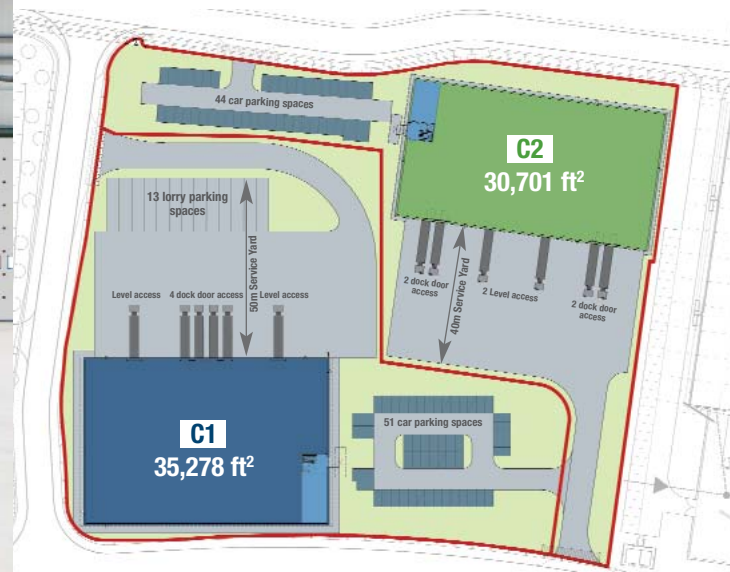 44 car parking spaces
C2
30,701 ft²
13 lorry parking
spaces
50m Service Yard
Level access
4 dock door access
Level access
2 dock door
access
40m Service Yard
2 Level access
2 dock door
access
C1
35,278 ft²
51 car parking spaces